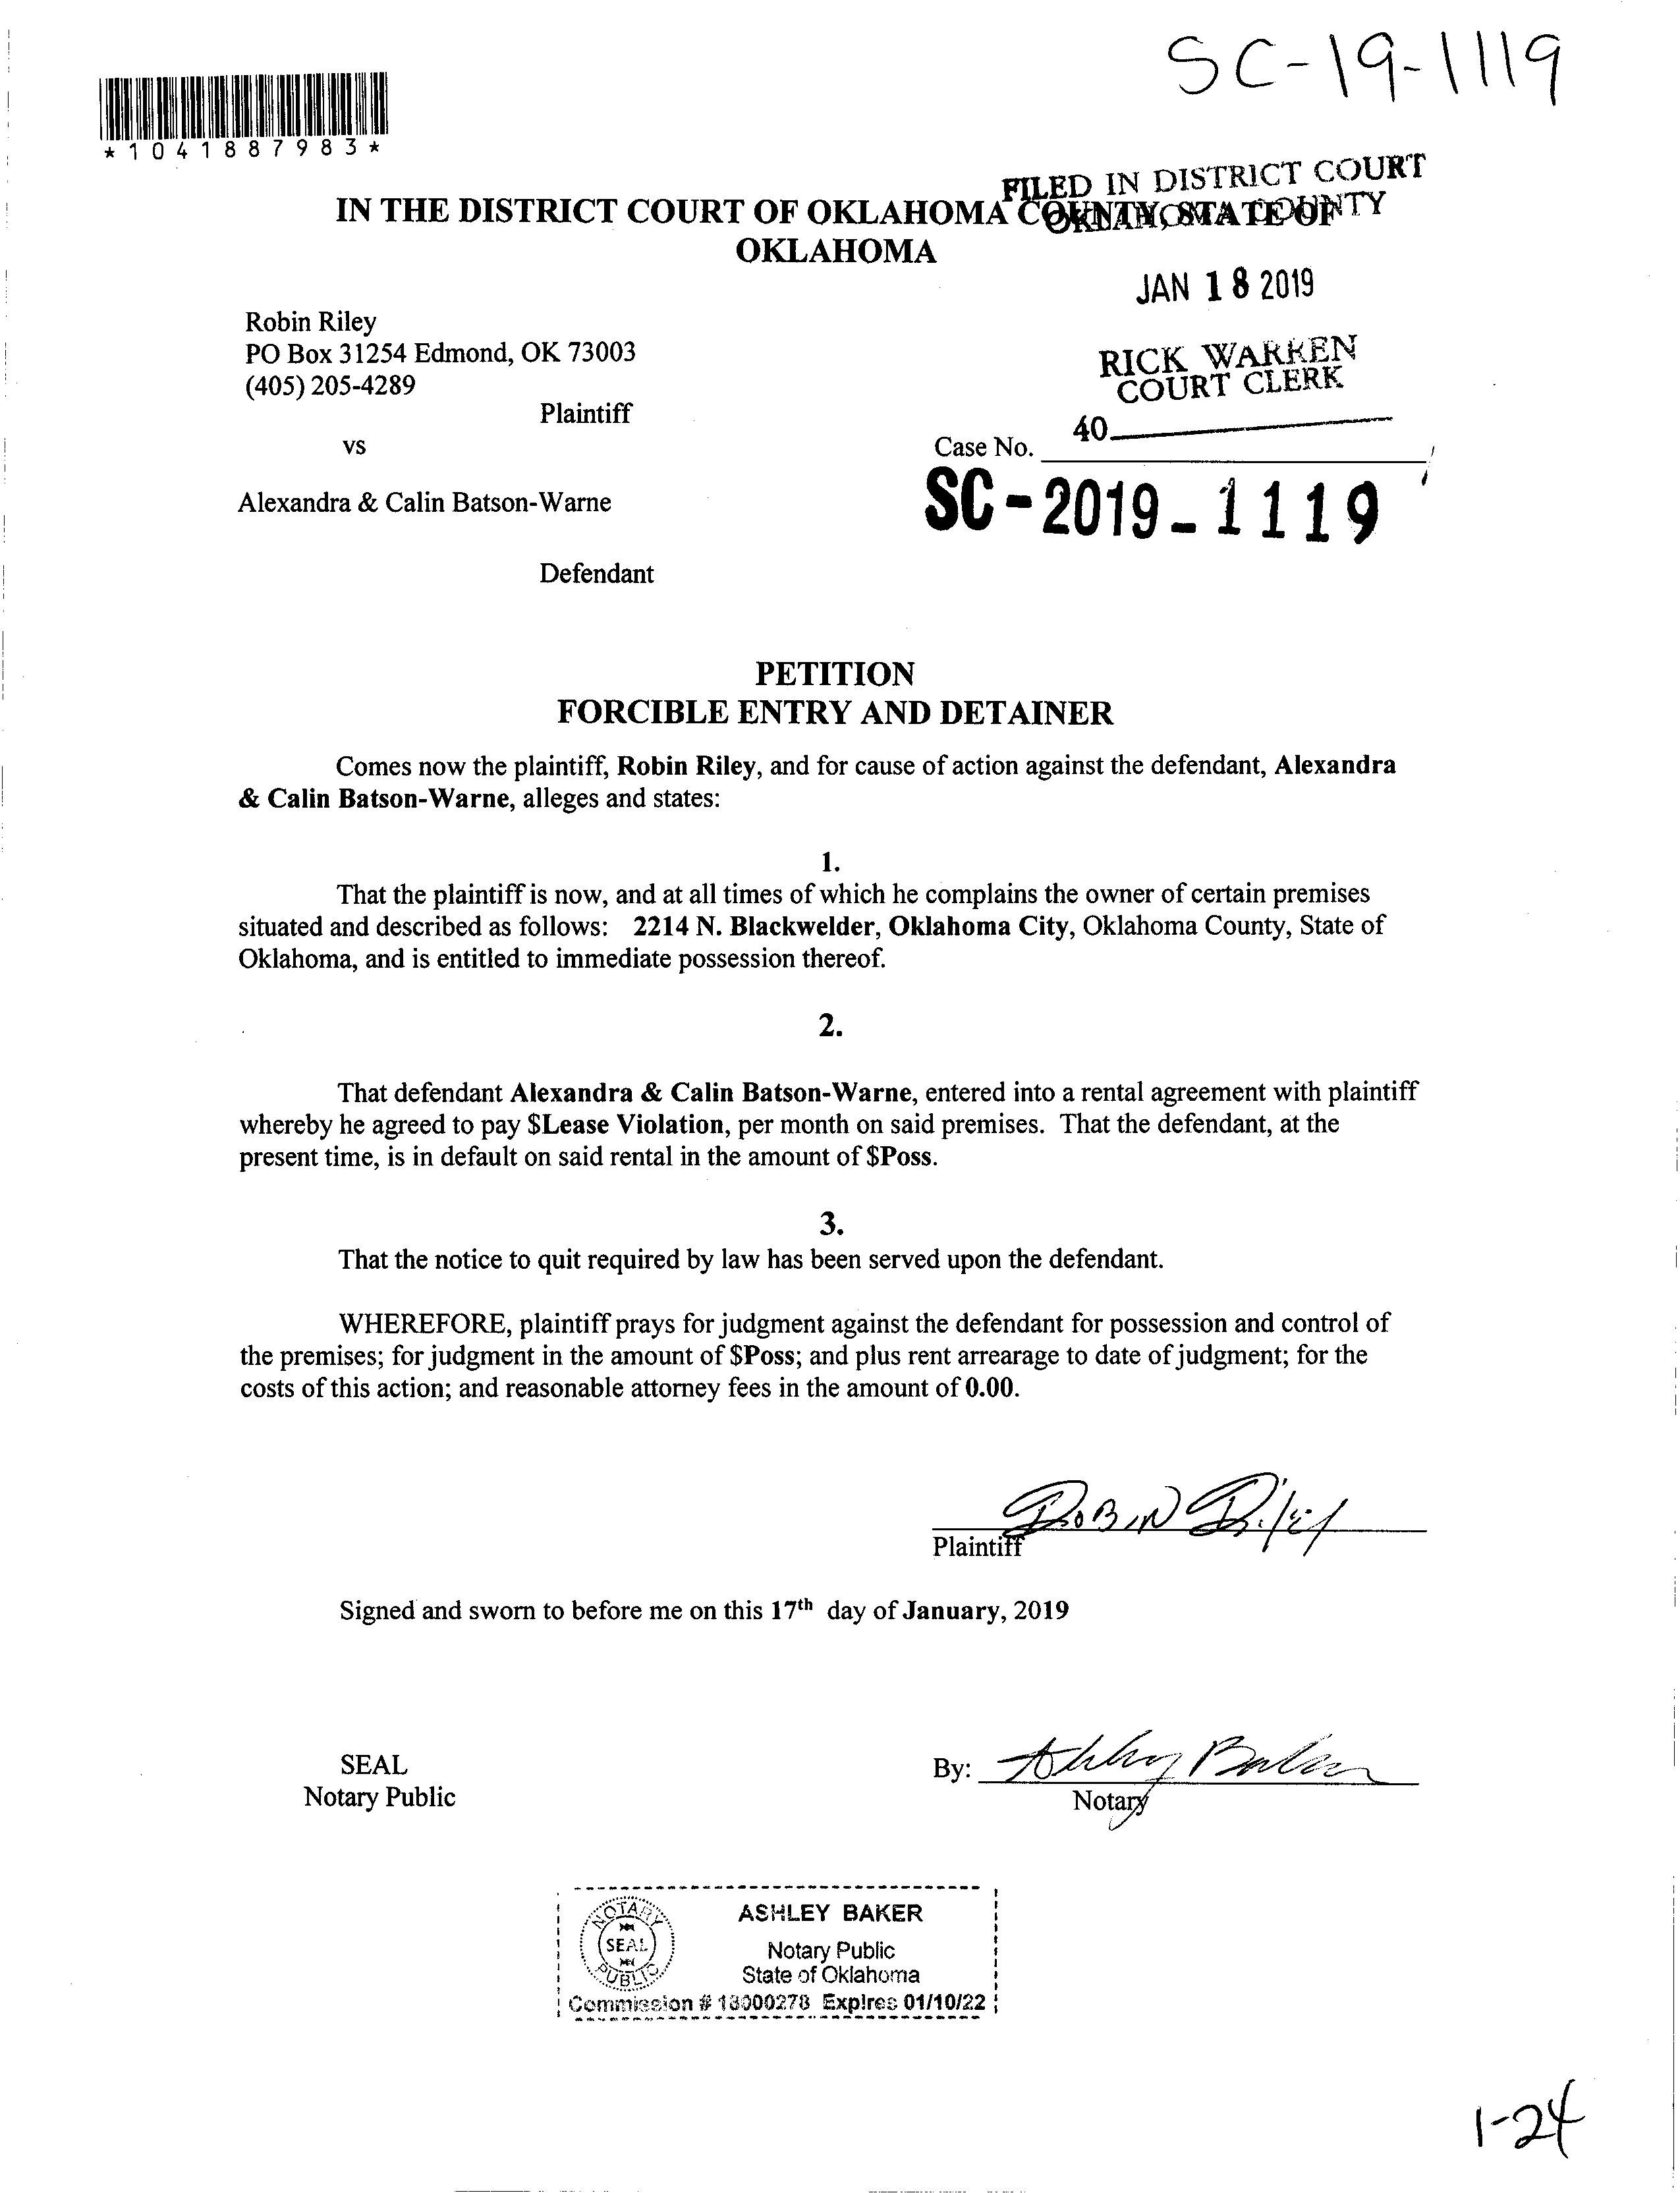 SC-19-1119
*1041887983*
FILED IN DISTRICT COURT
OKLAHOMA COUNTY
IN THE DISTRICT COURT OF OKLAHOMA COUNTY, STATE OF
OKLAHOMA
JAN 18 2019
Robin Riley
PO Box 31254 Edmond, OK 73003
(405) 205-4289
RICK WARREN
COURT CLERK
Plaintiff
40
vs
Case No.
SC-2019-1119
Alexandra & Calin Batson-Warne
Defendant
PETITION
FORCIBLE ENTRY AND DETAINER
Comes now the plaintiff, Robin Riley, and for cause of action against the defendant, Alexandra
& Calin Batson-Warne, alleges and states:
1.
That the plaintiff is now, and at all times of which he complains the owner of certain premises
situated and described as follows: 2214 N. Blackwelder, Oklahoma City, Oklahoma County, State of
Oklahoma, and is entitled to immediate possession thereof.
2.
That defendant Alexandra & Calin Batson-Warne, entered into a rental agreement with plaintiff
whereby he agreed to pay $Lease Violation, per month on said premises. That the defendant, at the
present time, is in default on said rental in the amount of $Poss.
3.
That the notice to quit required by law has been served upon the defendant.
WHEREFORE, plaintiff prays for judgment against the defendant for possession and control of
the premises; for judgment in the amount of $Poss; and plus rent arrearage to date of judgment; for the
costs of this action; and reasonable attorney fees in the amount of 0.00.
Robin Riley
Plaintiff
Signed and sworn to before me on this 17th day of January, 2019
SEAL
Notary Public
By: Ashley Baker
Notary
NOTARY
SEAL
PUBLIC
ASHLEY BAKER
Notary Public
State of Oklahoma
Commission # 18000278 Expires 01/10/22
1-24